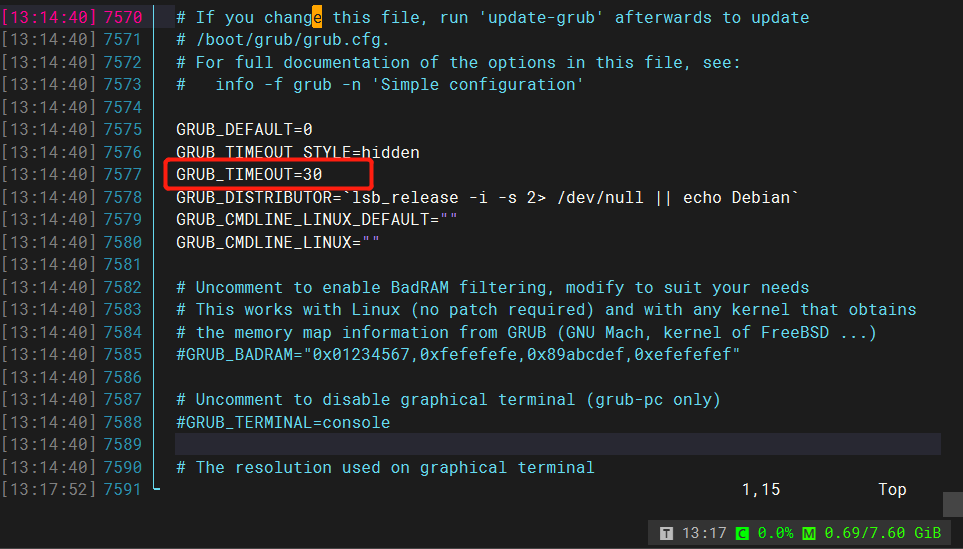 [13:14:40] 7570 # If you change this file, run 'update-grub' afterwards to update
[13:14:40] 7571 # /boot/grub/grub.cfg.
[13:14:40] 7572 # For full documentation of the options in this file, see:
[13:14:40] 7573 #   info -f grub -n 'Simple configuration'
[13:14:40] 7574
[13:14:40] 7575 GRUB_DEFAULT=0
[13:14:40] 7576 GRUB_TIMEOUT_STYLE=hidden
[13:14:40] 7577 GRUB_TIMEOUT=30
[13:14:40] 7578 GRUB_DISTRIBUTOR=`lsb_release -i -s 2> /dev/null || echo Debian`
[13:14:40] 7579 GRUB_CMDLINE_LINUX_DEFAULT=""
[13:14:40] 7580 GRUB_CMDLINE_LINUX=""
[13:14:40] 7581
[13:14:40] 7582 # Uncomment to enable BadRAM filtering, modify to suit your needs
[13:14:40] 7583 # This works with Linux (no patch required) and with any kernel that obtains
[13:14:40] 7584 # the memory map information from GRUB (GNU Mach, kernel of FreeBSD ...)
[13:14:40] 7585 #GRUB_BADRAM="0x01234567,0xfefefefe,0x89abcdef,0xefefefef"
[13:14:40] 7586
[13:14:40] 7587 # Uncomment to disable graphical terminal (grub-pc only)
[13:14:40] 7588 #GRUB_TERMINAL=console
[13:14:40] 7589
[13:14:40] 7590 # The resolution used on graphical terminal
[13:17:52] 7591 1,15 Top
T 13:17 C 0.0% M 0.69/7.60 GiB